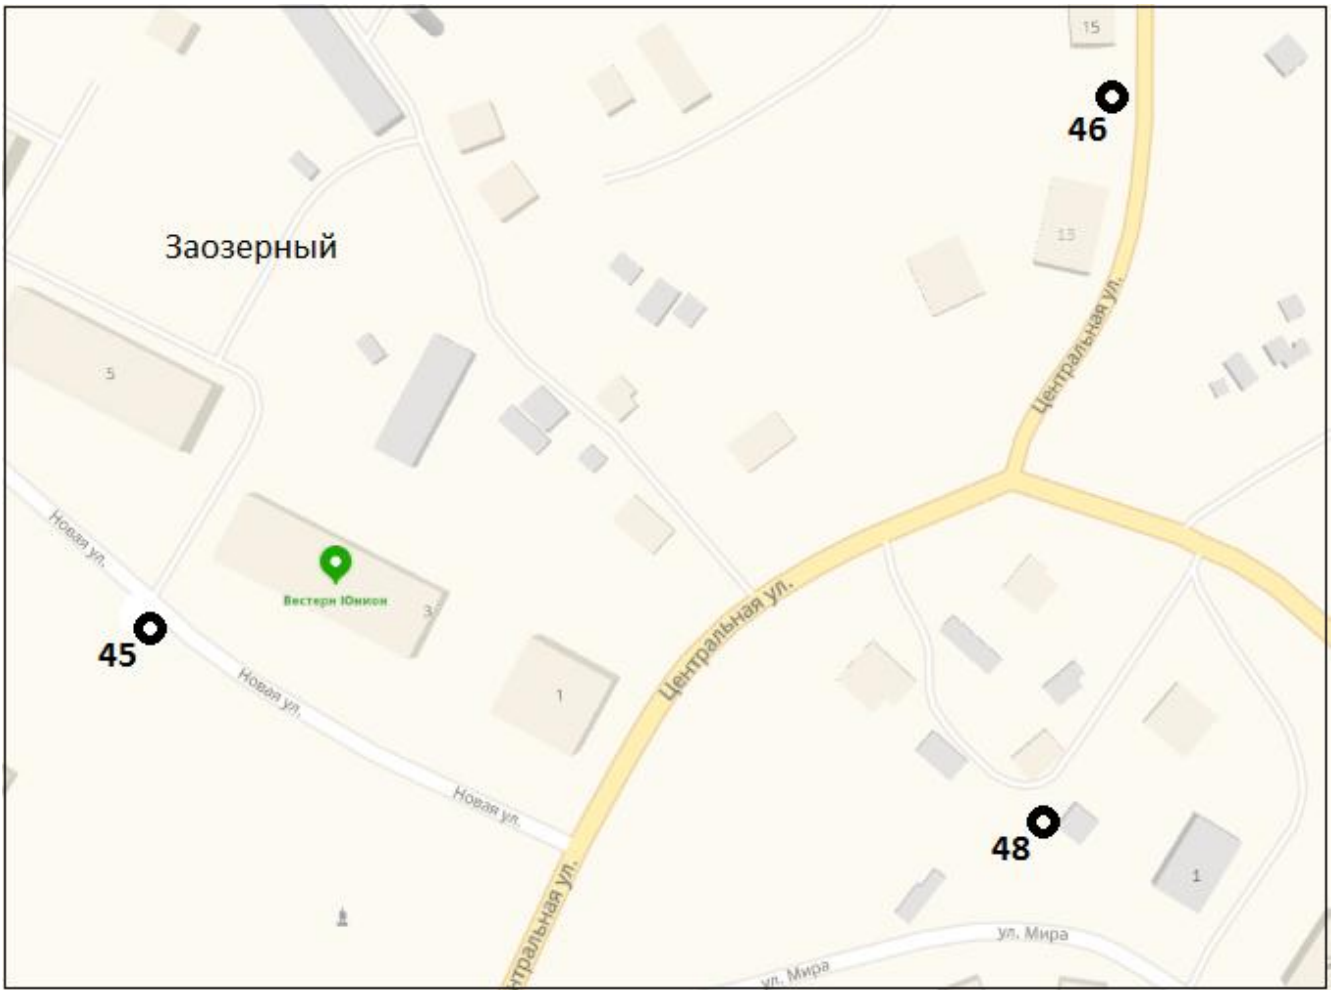 15
46
Заозерный
13
Центральная ул.
5
Новая ул.
Вестерн Юнион
3
45
Центральная ул.
Новая ул.
1
Новая ул.
48
1
нтральная ул.
ул. Мира
ул. Мира